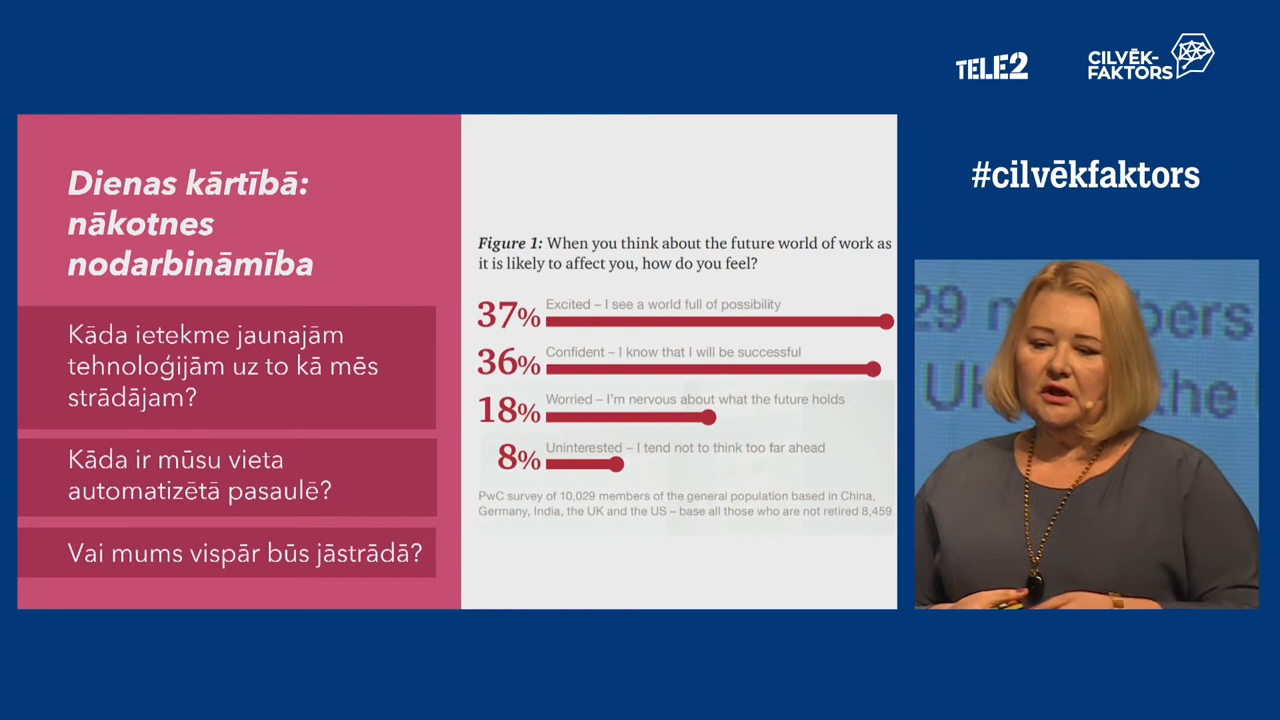 TELE2
CILVĒK-
FAKTORS
#cilvēkfaktors
Dienas kārtībā:
nākotnes
nodarbināmība
Kāda ietekme jaunajām
tehnoloģijām uz to kā mēs
strādājam?
Kāda ir mūsu vieta
automatizētā pasaulē?
Vai mums vispār būs jāstrādā?
Figure 1: When you think about the future world of work as
it is likely to affect you, how do you feel?
37% Excited – I see a world full of possibility
36% Confident – I know that I will be successful
18% Worried – I’m nervous about what the future holds
8% Uninterested – I tend not to think too far ahead
PwC survey of 10,029 members of the general population based in China,
Germany, India, the UK and the US – base all those who are not retired 8,459
29 members
UK the